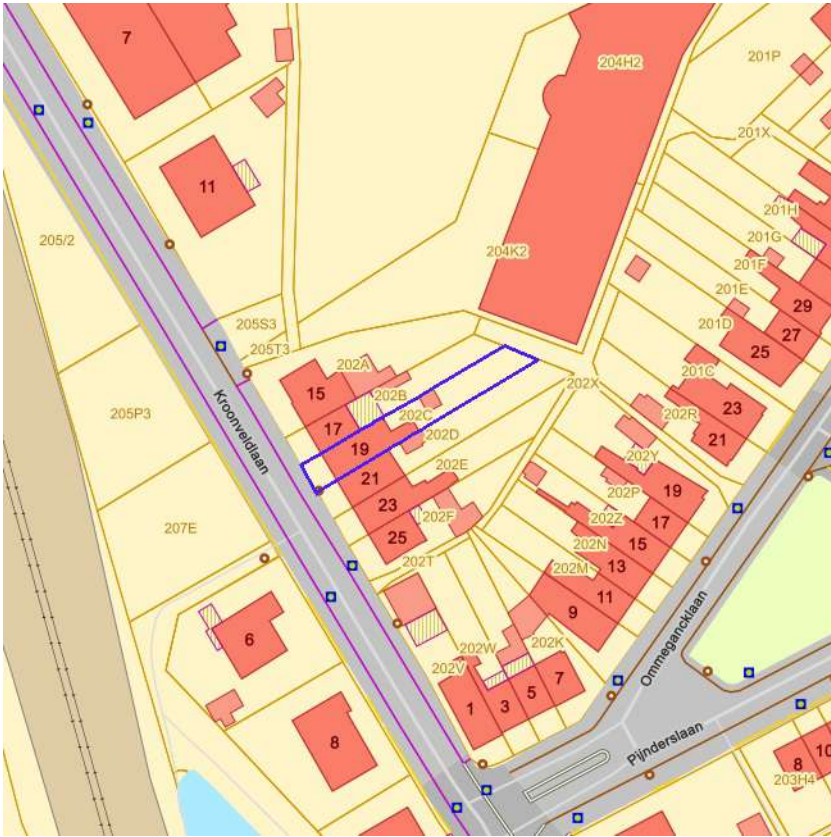 7
204H2
201P
201X
11
201H
205/2
201G
204K2
201F
201E
29
205S3
201D
27
205T3
25
202A
15
202X
201C
Kroonveldlaan
202B
23
205P3
17
202C
202R
19
202D
21
21
202E
202Y
23
202P
19
207E
202F
202Z
17
25
202N
15
202T
202M
13
11
6
9
Ommegancklaan
202W
202K
202V
7
5
1
3
8
Pijnderslaan
8
10
203H4